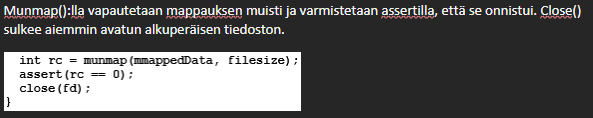 Munmap():lla vapautetaan mappauksen muisti ja varmistetaan assertilla, että se onnistui. Close()
sulkee aiemmin avatun alkuperäisen tiedoston.
int rc = munmap(mmappedData, filesize);
assert(rc == 0);
close(fd);
}